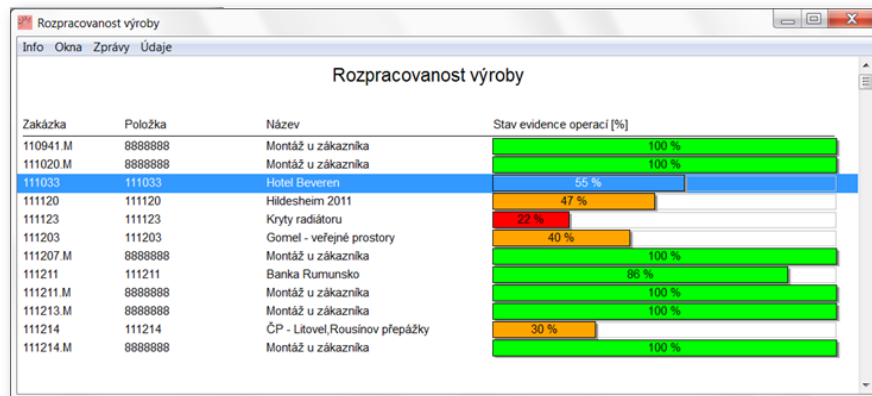 Rozpracovanost výroby
Info Okna Zprávy Údaje
Rozpracovanost výroby
Zakázka Položka Název Stav evidence operací [%]
110941.M 8888888 Montáž u zákazníka 100 %
111020.M 8888888 Montáž u zákazníka 100 %
111033 111033 Hotel Beveren 55 %
111120 111120 Hildesheim 2011 47 %
111123 111123 Kryty radiátoru 22 %
111203 111203 Gomel - veřejné prostory 40 %
111207.M 8888888 Montáž u zákazníka 100 %
111211 111211 Banka Rumunsko 86 %
111211.M 8888888 Montáž u zákazníka 100 %
111213.M 8888888 Montáž u zákazníka 100 %
111214 111214 ČP - Litovel,Rousínov přepážky 30 %
111214.M 8888888 Montáž u zákazníka 100 %